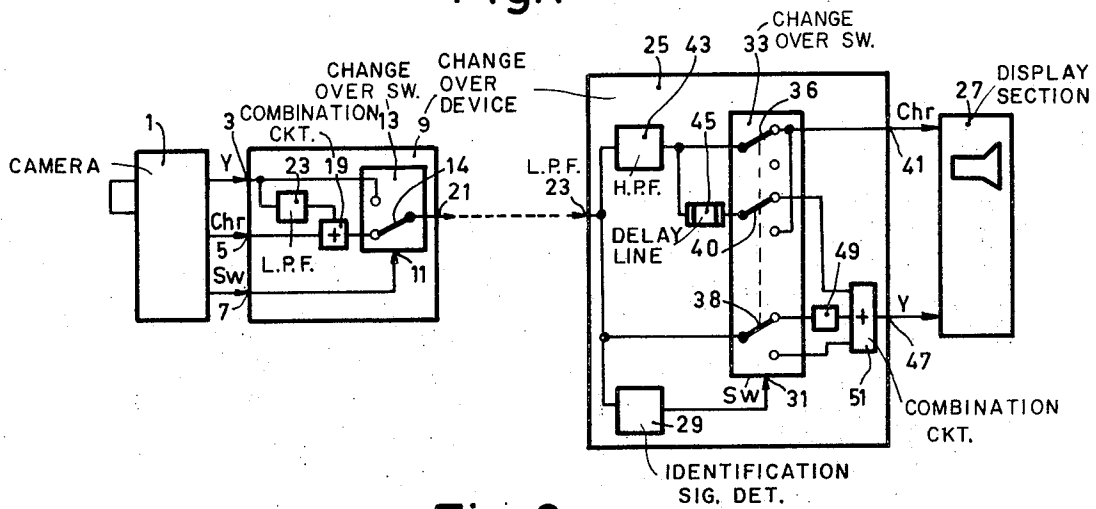 CHANGE
OVER SW.
33
43
25
CHANGE
OVER
DEVICE
CHANGE
OVER SW.
COMBINATION
CKT.
13
9
36
DISPLAY
SECTION
27
1
3
CAMERA
Y
23
19
14
21
L.P.F.
23
H.P.F.
Chr
41
45
Chr
5
L.P.F.
11
DELAY
LINE
40
Sw
7
38
49
Y
47
Sw
31
51
29
COMBINATION
CKT.
IDENTIFICATION
SIG. DET.